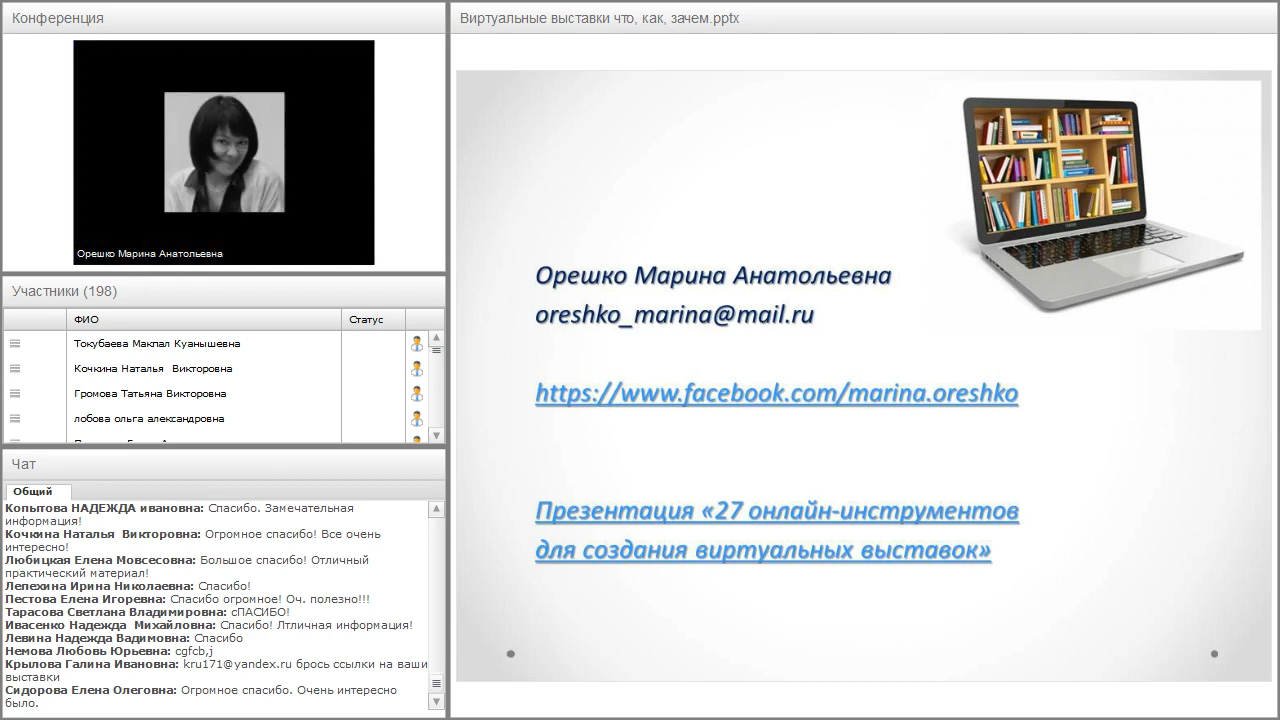 Конференция
Орешко Марина Анатольевна
Участники (198)
ФИО Статус
Токубаева Макпал Куанышевна
Кочкина Наталья Викторовна
Громова Татьяна Викторовна
лобова ольга александровна
Чат
Общий
Копытова НАДЕЖДА ивановна: Спасибо. Замечательная
информация!
Кочкина Наталья Викторовна: Огромное спасибо! Все очень
интересно!
Любицкая Елена Мовсесовна: Большое спасибо! Отличный
практический материал!
Лепехина Ирина Николаевна: Спасибо!
Пестова Елена Игоревна: Спасибо огромное! Оч. полезно!!!
Тарасова Светлана Владимировна: сПАСИБО!
Ивасенко Надежда Михайловна: Спасибо! Лтличная информация!
Левина Надежда Вадимовна: Спасибо
Немова Любовь Юрьевна: cgfcb,j
Крылова Галина Ивановна: kru171@yandex.ru брось ссылки на ваши
выставки
Сидорова Елена Олеговна: Огромное спасибо. Очень интересно
было.
Виртуальные выставки что, как, зачем.pptx
Орешко Марина Анатольевна
oreshko_marina@mail.ru
https://www.facebook.com/marina.oreshko
Презентация «27 онлайн-инструментов
для создания виртуальных выставок»